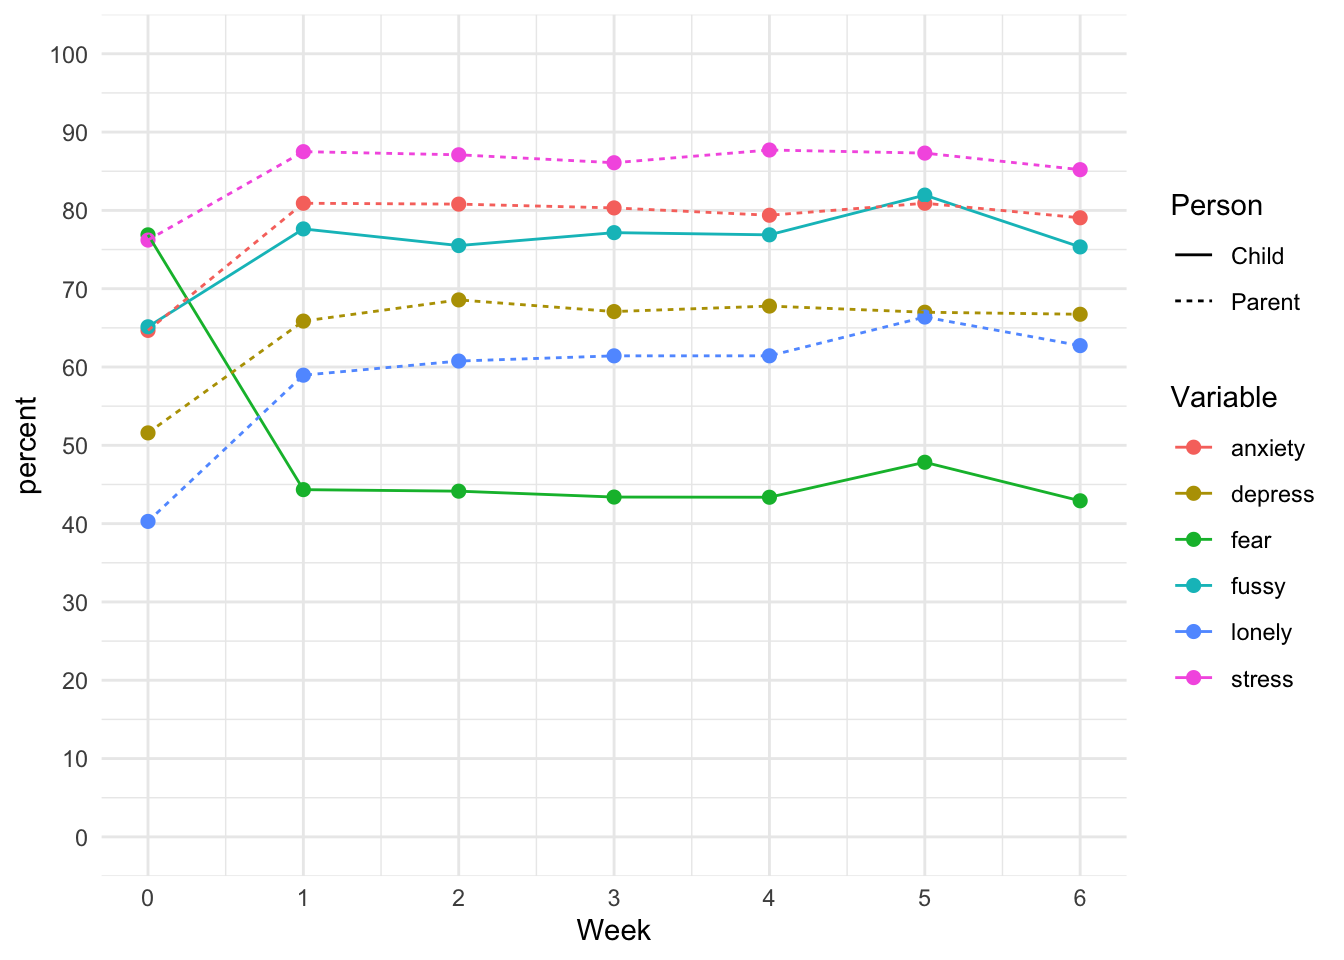 100
90
80
70
60
50
40
30
20
10
0
percent
0 1 2 3 4 5 6
Week
Person
Child
Parent
Variable
anxiety
depress
fear
fussy
lonely
stress